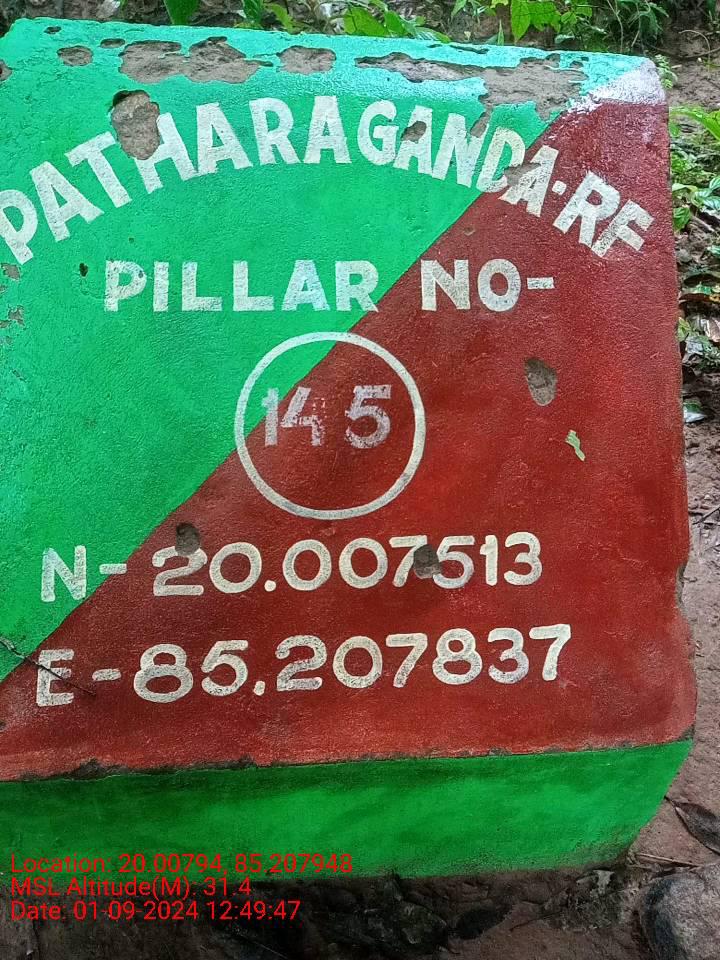 PATHARAGANDA-RF
PILLAR NO-
145
N-20.007513
E-85.207837
Location: 20.00794, 85.207948
MSL Altitude(M): 31.4
Date: 01-09-2024 12:49:47